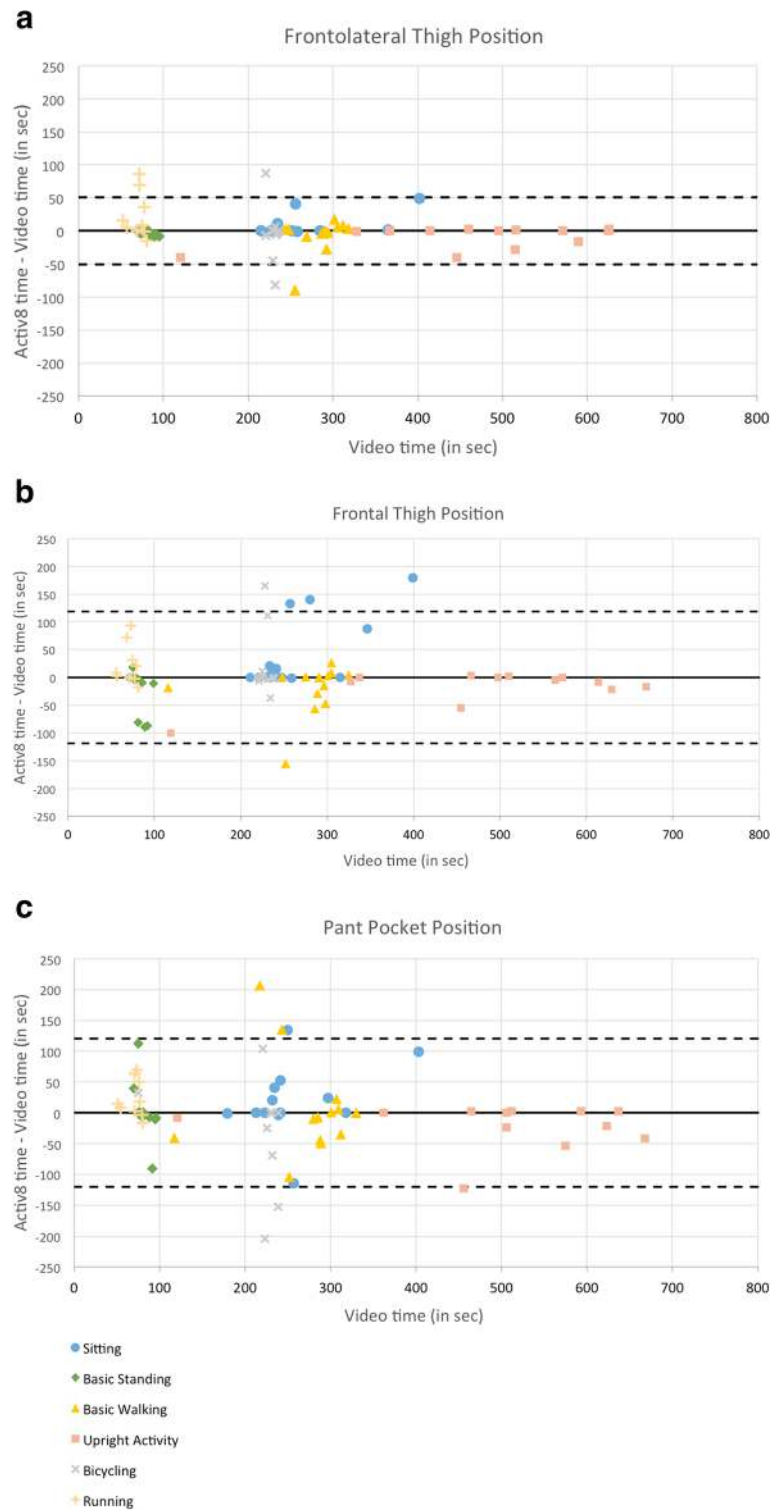 a
Frontolateral Thigh Position
250
200
150
100
50
0
-50
-100
-150
-200
-250
Activ8 time - Video time (in sec)
0 100 200 300 400 500 600 700 800
Video time (in sec)
b
Frontal Thigh Position
250
200
150
100
50
0
-50
-100
-150
-200
-250
Activ8 time - Video time (in sec)
0 100 200 300 400 500 600 700 800
Video time (in sec)
c
Pant Pocket Position
250
200
150
100
50
0
-50
-100
-150
-200
-250
Activ8 time - Video time (in sec)
0 100 200 300 400 500 600 700 800
Video time (in sec)
Sitting
Basic Standing
Basic Walking
Upright Activity
Bicycling
Running